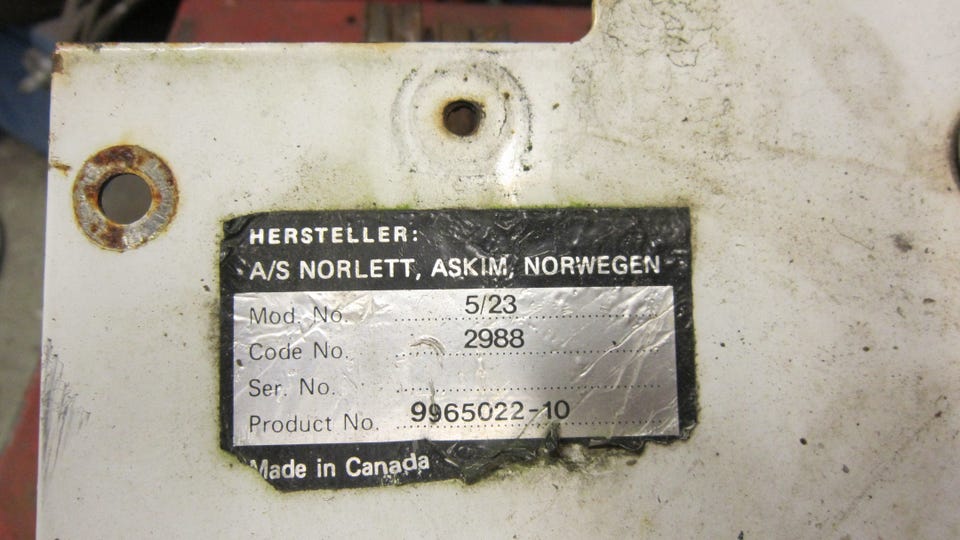 HERSTELLER:
A/S NORLETT, ASKIM, NORWEGEN
Mod. No. 5/23
Code No. 2988
Ser. No.
Product No. 9965022-10
Made in Canada